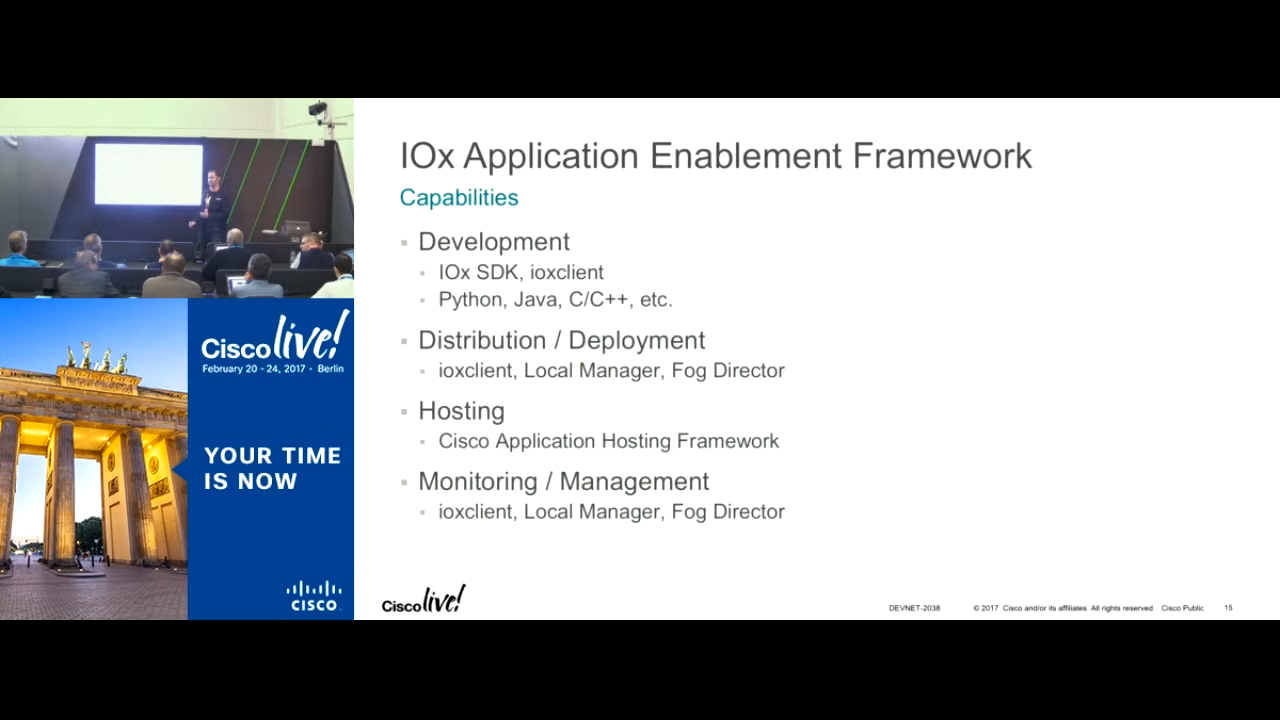 IOx Application Enablement Framework
Capabilities
Development
IOx SDK, ioxclient
Python, Java, C/C++, etc.
Distribution / Deployment
ioxclient, Local Manager, Fog Director
Hosting
Cisco Application Hosting Framework
Monitoring / Management
ioxclient, Local Manager, Fog Director
Cisco live!
February 20 - 24, 2017 · Berlin
YOUR TIME
IS NOW
CISCO
Cisco live!
DEVNET-2038 © 2017 Cisco and/or its affiliates. All rights reserved. Cisco Public 15